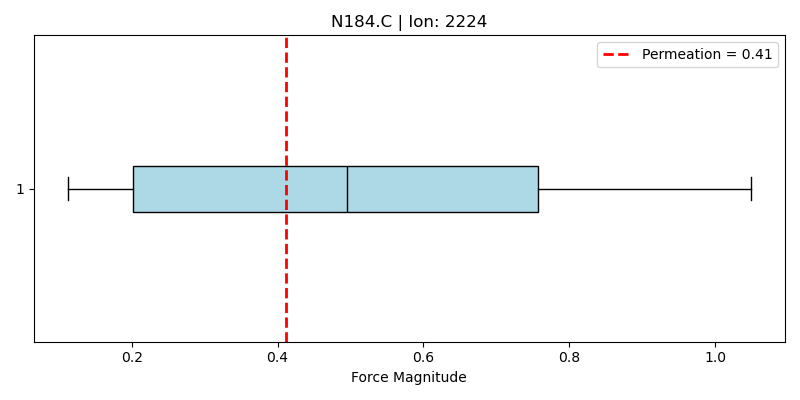 N184.C | Ion: 2224
Permeation = 0.41
1
0.2 0.4 0.6 0.8 1.0
Force Magnitude